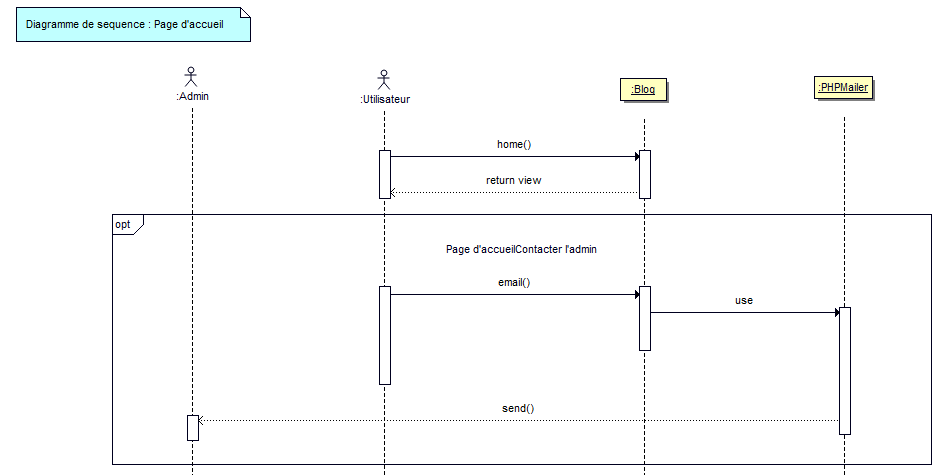 Diagramme de sequence : Page d'accueil
:Admin
:Utilisateur
:Blog
:PHPMailer
home()
return view
opt
Page d'accueilContacter l'admin
email()
use
send()